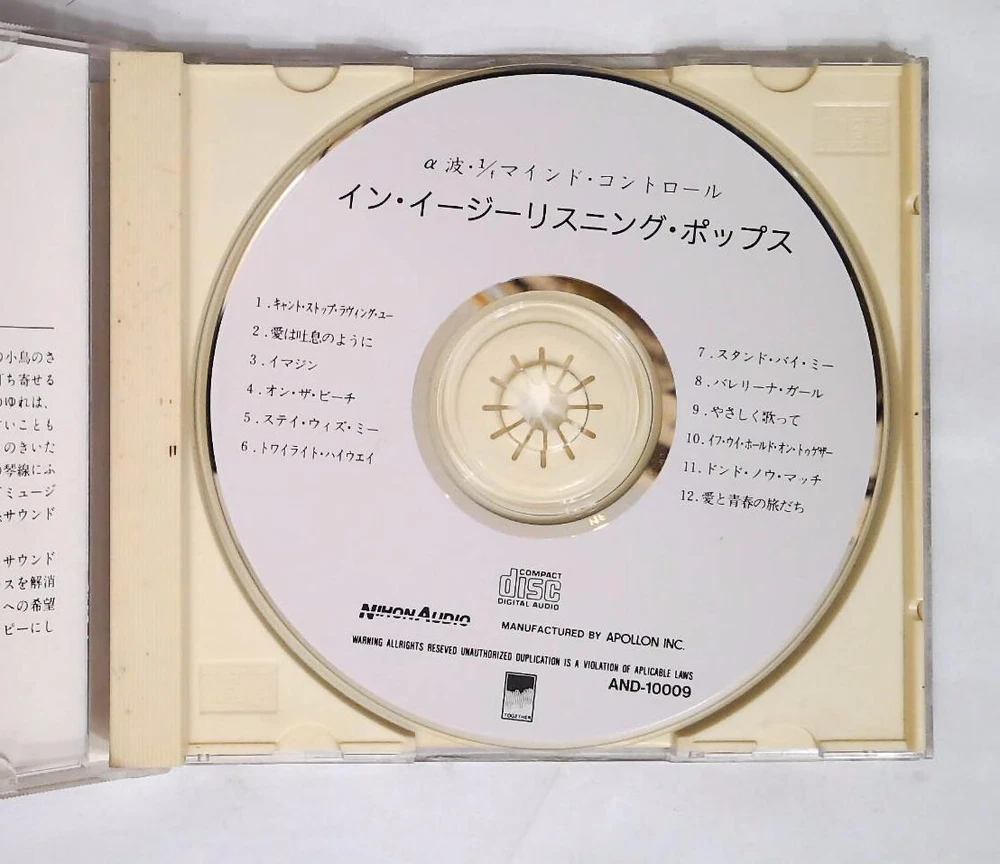 の小鳥のさ
打ち寄せる
のゆれは、
ていことも
のきいた
の琴線にふ
ドミュージ
サウンド
サウンド
スを解消
への希望
ピーにし
α波・1/fマインド・コントロール
イン・イージーリスニング・ポップス
1.キャント・ストップ・ラヴィング・ユー
2.愛は吐息のように
3.イマジン
4.オン・ザ・ビーチ
5.ステイ・ウィズ・ミー
6.トワイライト・ハイウエイ
7.スタンド・バイ・ミー
8.バレリーナ・ガール
9.やさしく歌って
10.イフ・ウイ・ホールド・オン・トゥゲザー
11.ドンド・ノウ・マッチ
12.愛と青春の旅だち
COMPACT
disc
DIGITAL AUDIO
NIHON AUDIO
MANUFACTURED BY APOLLON INC.
WARNING ALLRIGHTS RESEVED UNAUTHORIZED DUPLICATION IS A VIOLATION OF APLICABLE LAWS
AND-10009
TOGETHER